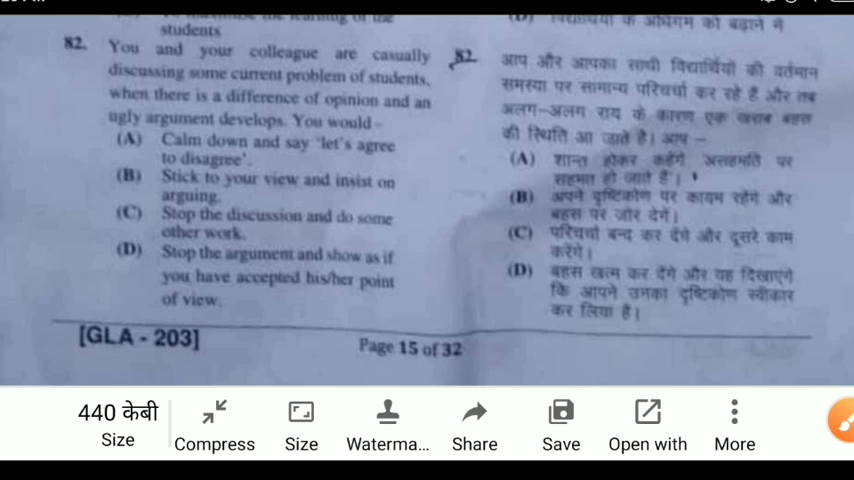 students
82. You and your colleague are casually
discussing some current problem of students,
when there is a difference of opinion and an
ugly argument develops. You would –
(A) Calm down and say 'let's agree
to disagree'.
(B) Stick to your view and insist on
arguing.
(C) Stop the discussion and do some
other work.
(D) Stop the argument and show as if
you have accepted his/her point
of view.
(D) विद्यार्थियों के अधिगम को बढ़ाने में
82. आप और आपका साथी विद्यार्थियों की वर्तमान
समस्या पर सामान्य परिचर्चा कर रहे हैं और तब
अलग-अलग राय के कारण एक खराब बहस
की स्थिति आ जाते है। आप –
(A) शान्त होकर कहेंगे असहमति पर
सहमत हो जाते हैं।
(B) अपने दृष्टिकोण पर कायम रहेंगे और
बहस पर जोर देगें।
(C) परिचर्चा बन्द कर देंगे और दूसरे काम
करेंगे।
(D) बहस खत्म कर देंगे और यह दिखाएंगे
कि आपने उनका दृष्टिकोण स्वीकार
कर लिया है।
[GLA - 203]
Page 15 of 32
440 केबी
Size
Compress
Size
Waterma...
Share
Save
Open with
More